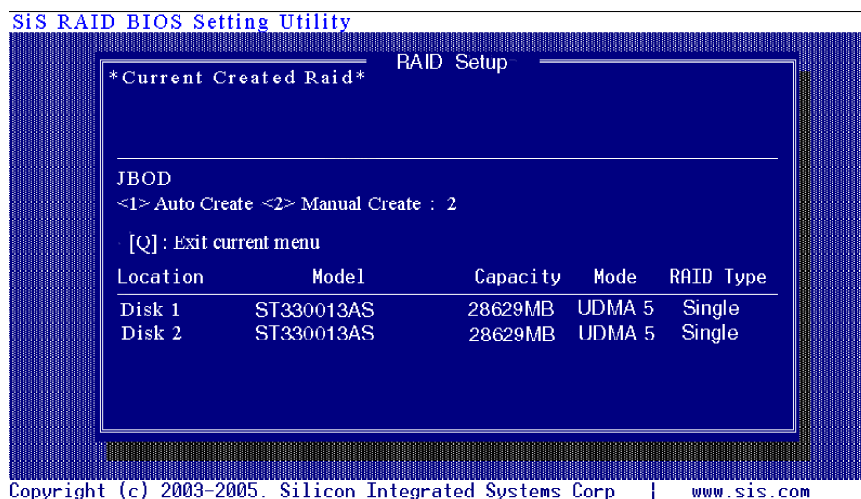 SiS RAID BIOS Setting Utility
RAID Setup
*Current Created Raid*
JBOD
<1> Auto Create <2> Manual Create : 2
[Q] : Exit current menu
Location Model Capacity Mode RAID Type
Disk 1 ST330013AS 28629MB UDMA 5 Single
Disk 2 ST330013AS 28629MB UDMA 5 Single
Copyright (c) 2003-2005. Silicon Integrated Systems Corp | www.sis.com